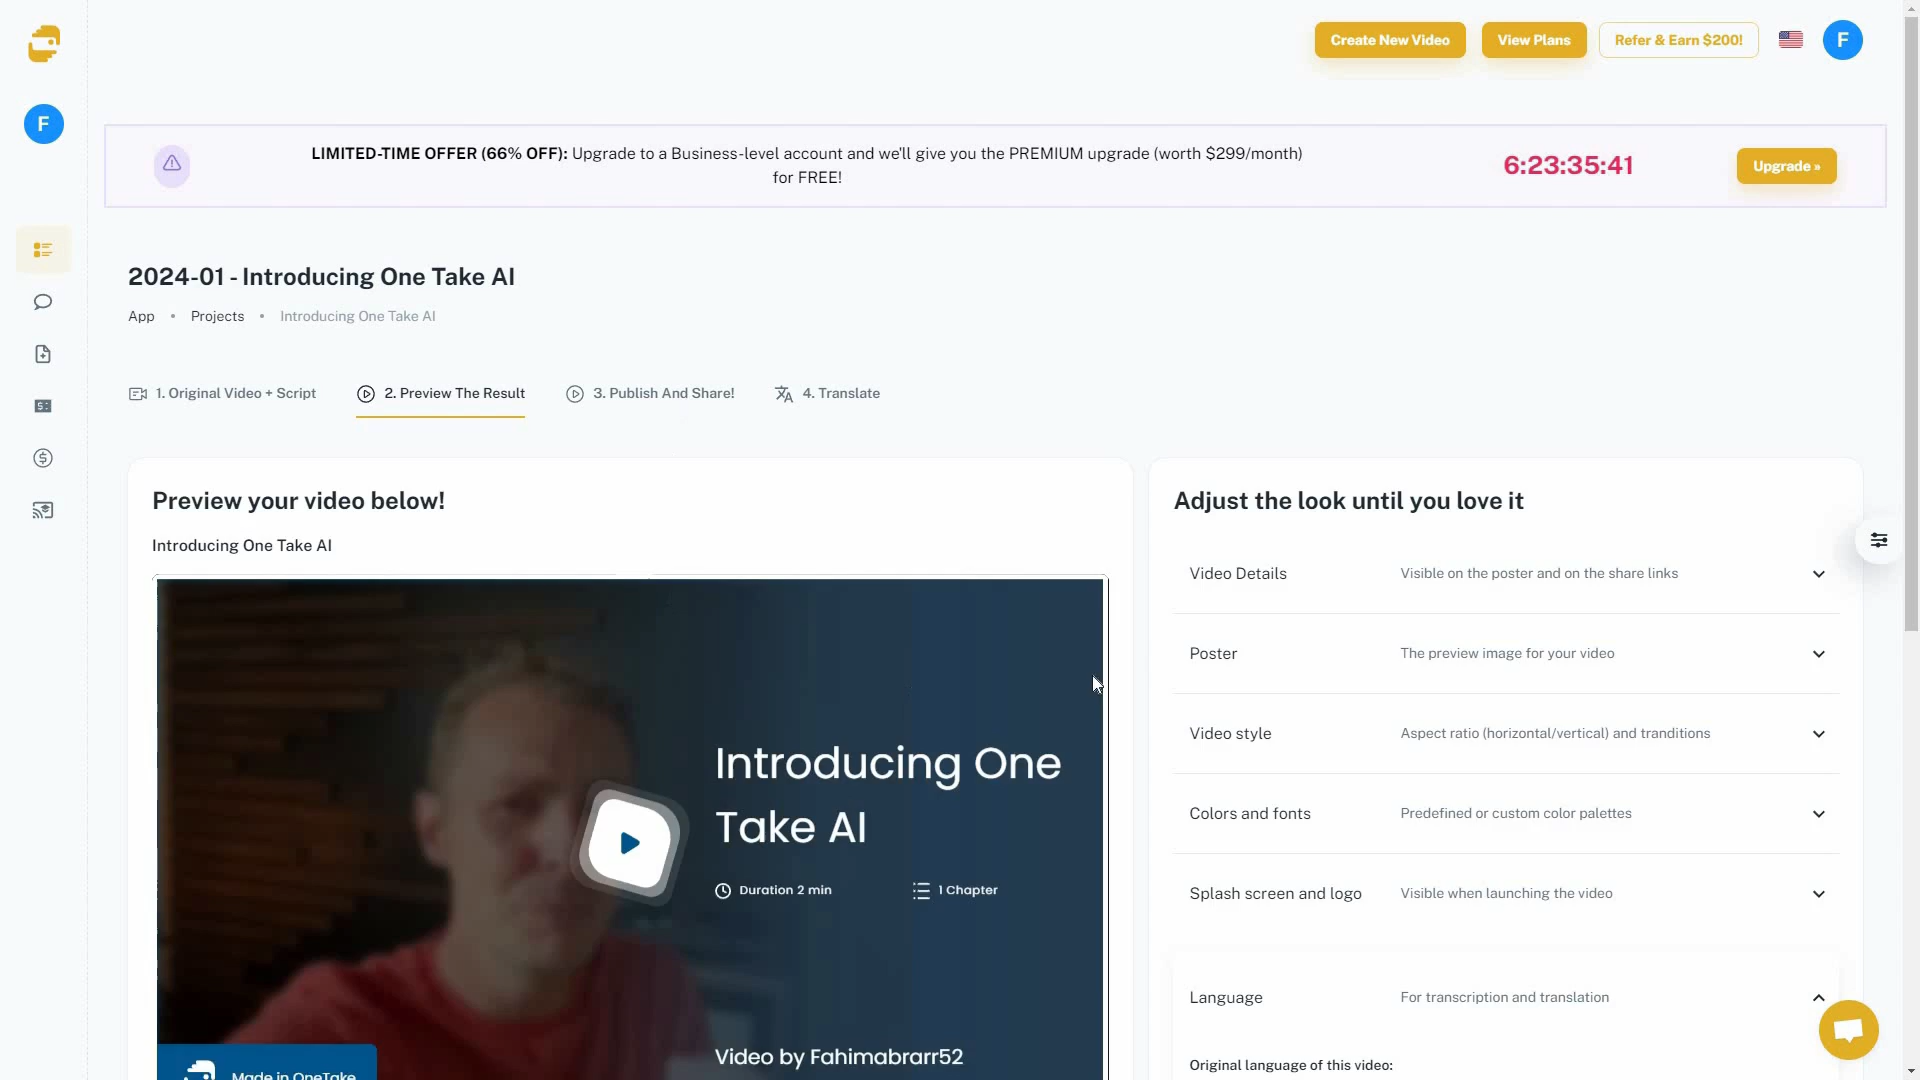 Create New Video
View Plans
Refer & Earn $200!
F
F
LIMITED-TIME OFFER (66% OFF): Upgrade to a Business-level account and we'll give you the PREMIUM upgrade (worth $299/month)
for FREE!
6:23:35:41
Upgrade »
2024-01 - Introducing One Take AI
App • Projects • Introducing One Take AI
1. Original Video + Script
2. Preview The Result
3. Publish And Share!
4. Translate
Preview your video below!
Introducing One Take AI
Introducing One
Take AI
Duration 2 min
1 Chapter
Video by Fahimabrarr52
Made in OneTake
Adjust the look until you love it
Video Details
Visible on the poster and on the share links
Poster
The preview image for your video
Video style
Aspect ratio (horizontal/vertical) and tranditions
Colors and fonts
Predefined or custom color palettes
Splash screen and logo
Visible when launching the video
Language
For transcription and translation
Original language of this video: